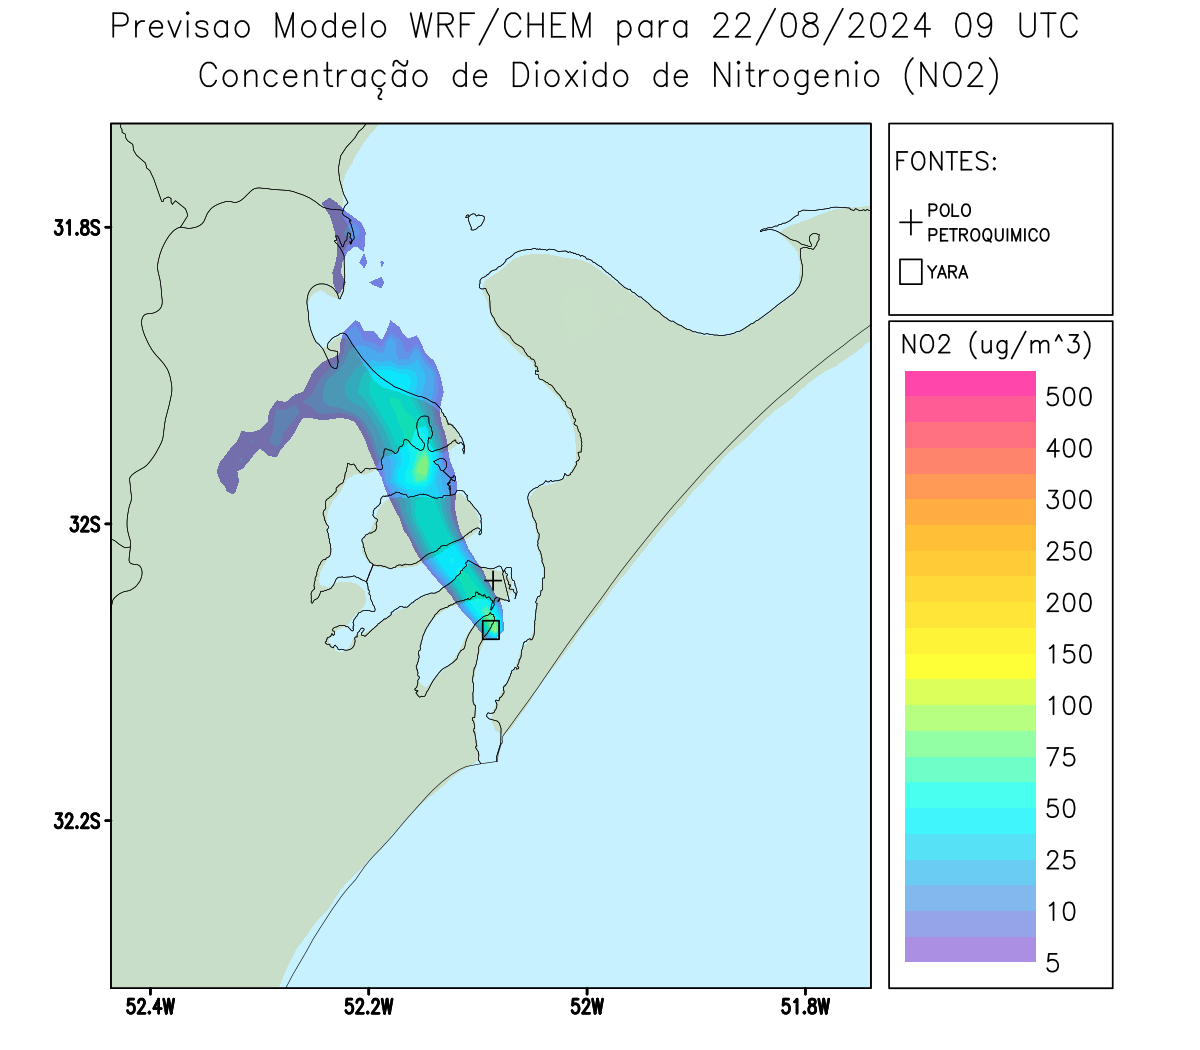 Previsao Modelo WRF/CHEM para 22/08/2024 09 UTC
Concentração de Dioxido de Nitrogenio (NO2)
FONTES:
POLO
PETROQUIMICO
YARA
31.8S
32S
32.2S
52.4W
52.2W
52W
51.8W
NO2 (ug/m^3)
500
400
300
250
200
150
100
75
50
25
10
5